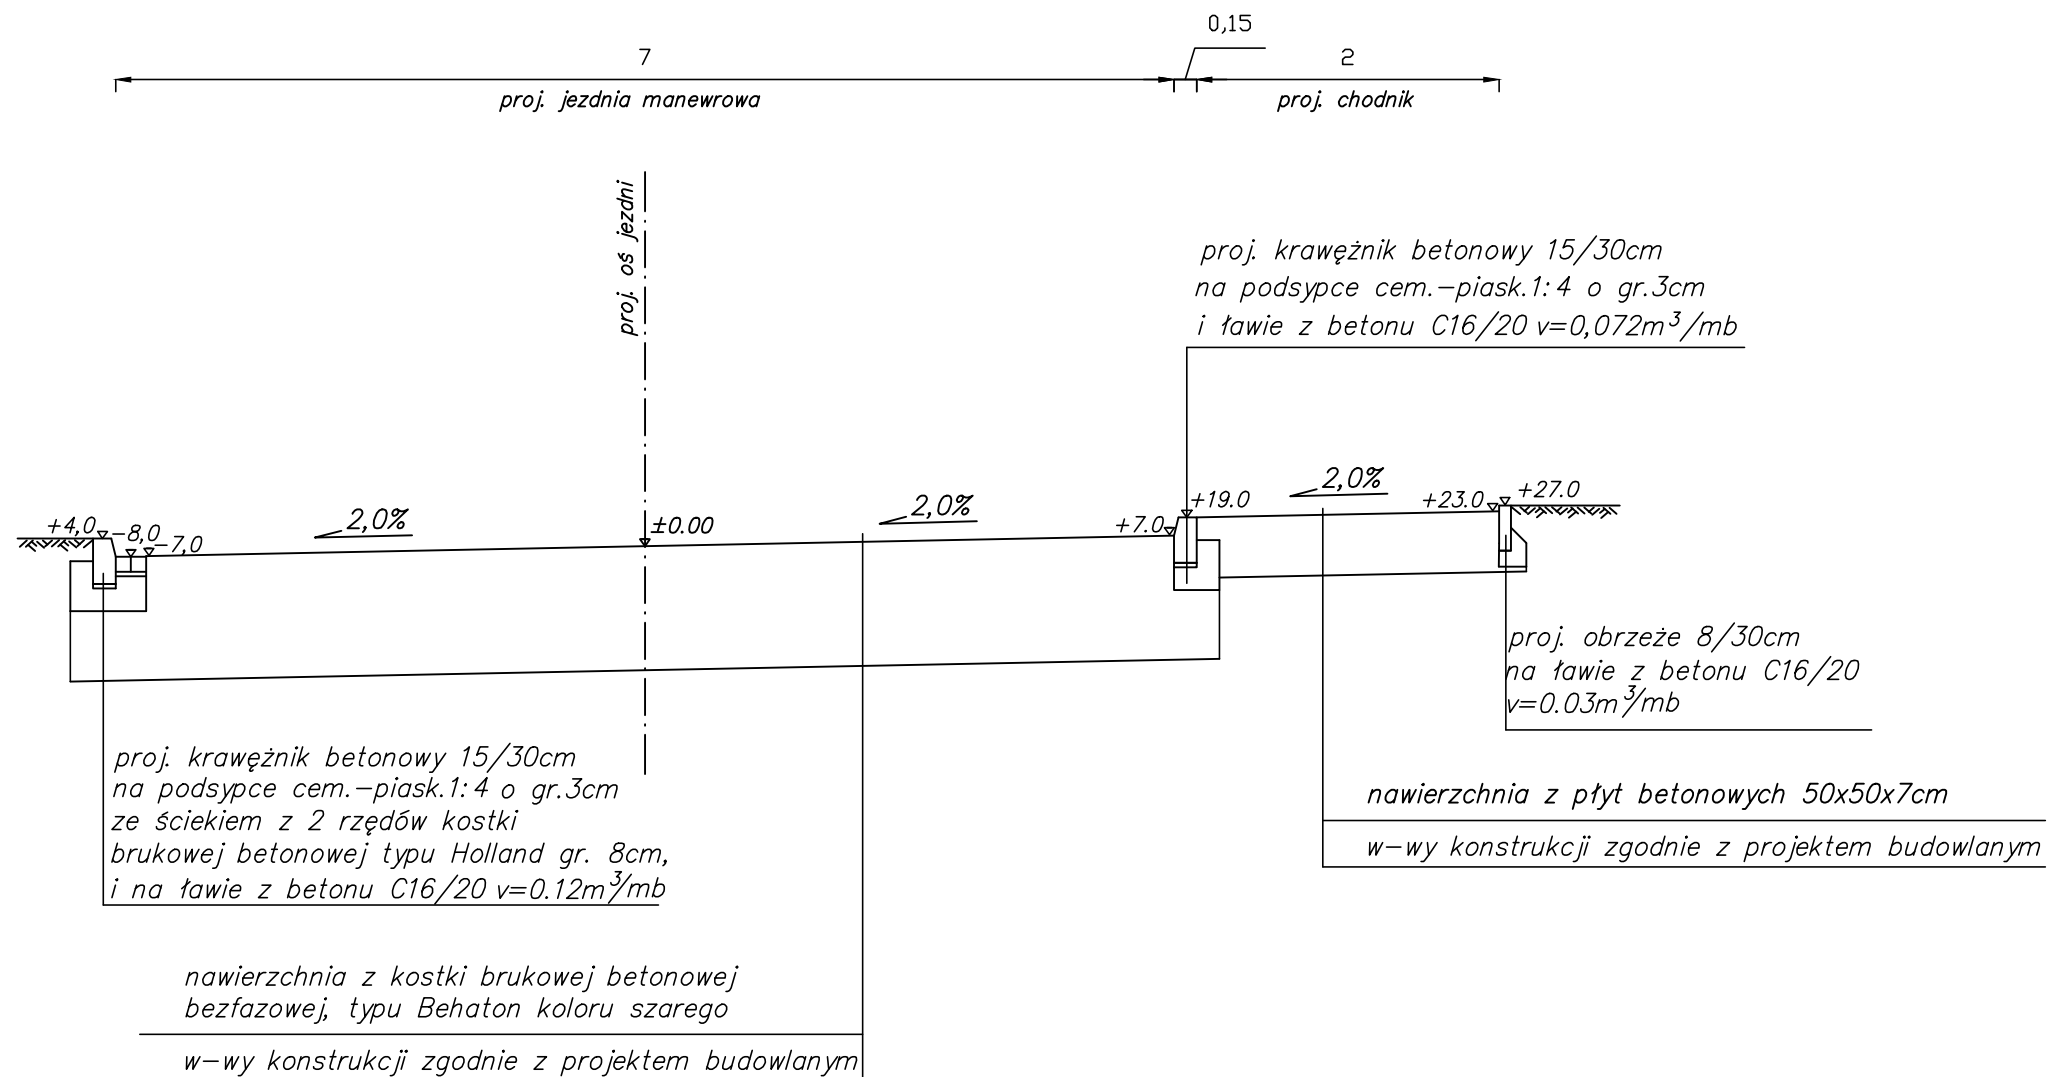 0,15
7
2
proj. jezdnia manewrowa
proj. chodnik
proj. oś jezdni
proj. krawężnik betonowy 15/30cm
na podsypce cem.-piask.1:4 o gr.3cm
i ławie z betonu C16/20 v=0,072m³/mb
2,0%
2,0%
2,0%
+4,0
-8,0
-7,0
±0.00
+7.0
+19.0
+23.0
+27.0
proj. obrzeże 8/30cm
na ławie z betonu C16/20
v=0.03m³/mb
proj. krawężnik betonowy 15/30cm
na podsypce cem.-piask.1:4 o gr.3cm
ze ściekiem z 2 rzędów kostki
brukowej betonowej typu Holland gr. 8cm,
i na ławie z betonu C16/20 v=0.12m³/mb
nawierzchnia z płyt betonowych 50x50x7cm
w-wy konstrukcji zgodnie z projektem budowlanym
nawierzchnia z kostki brukowej betonowej
bezfazowej, typu Behaton koloru szarego
w-wy konstrukcji zgodnie z projektem budowlanym